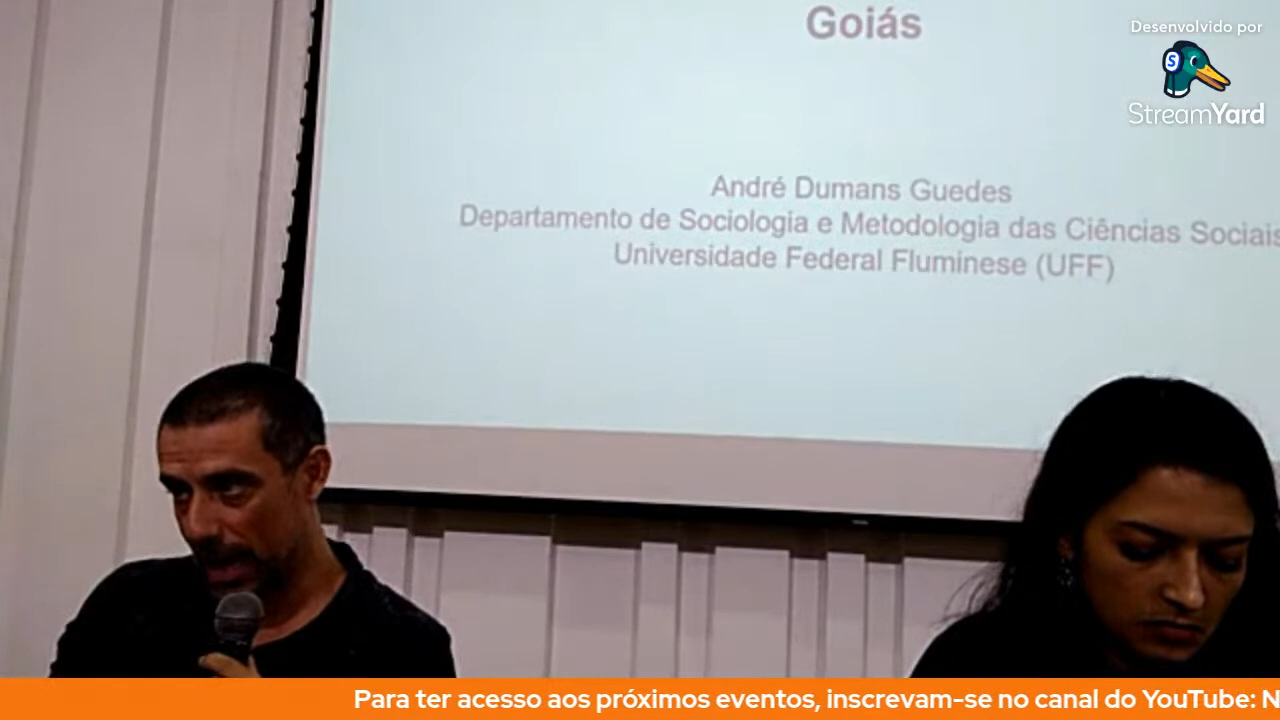 Goiás
Desenvolvido por
S
StreamYard
André Dumans Guedes
Departamento de Sociologia e Metodologia das Ciências Sociais
Universidade Federal Fluminese (UFF)
Para ter acesso aos próximos eventos, inscrevam-se no canal do YouTube: N